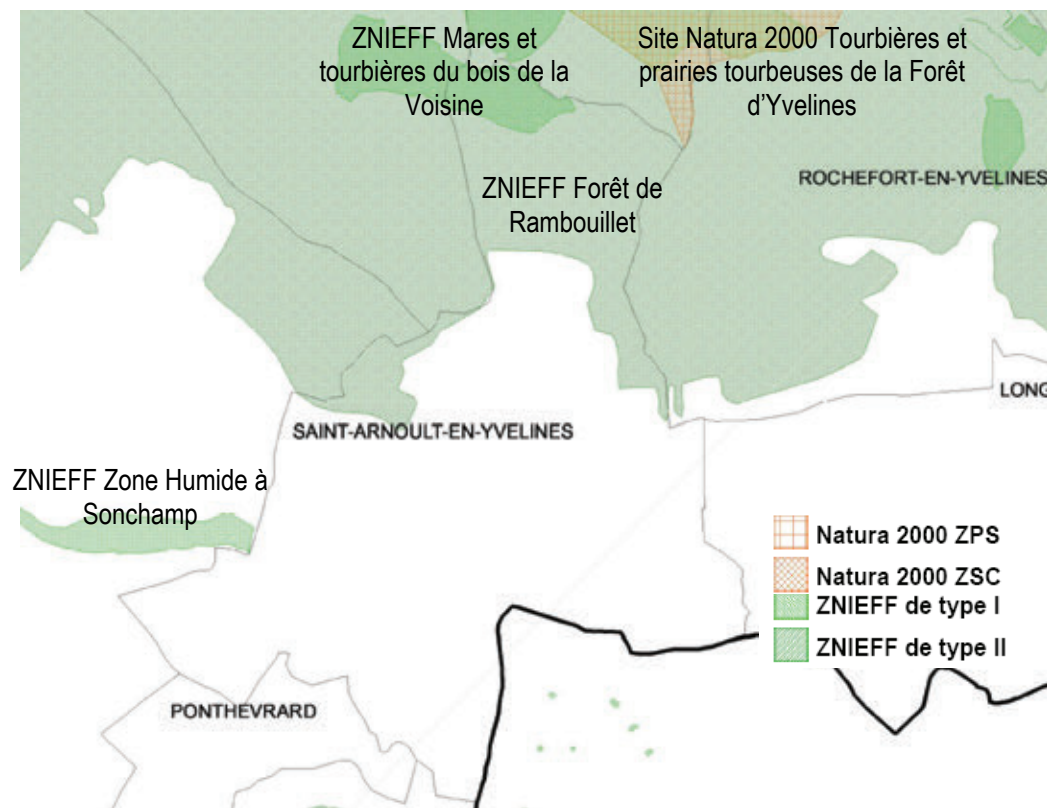 ZNIEFF Mares et
tourbières du bois de la
Voisine
Site Natura 2000 Tourbières et
prairies tourbeuses de la Forêt
d'Yvelines
ROCHEFORT-EN-YVELINES
ZNIEFF Forêt de
Rambouillet
LONG
SAINT-ARNOULT-EN-YVELINES
ZNIEFF Zone Humide à
Sonchamp
PONTHEVRARD
Natura 2000 ZPS
Natura 2000 ZSC
ZNIEFF de type I
ZNIEFF de type II